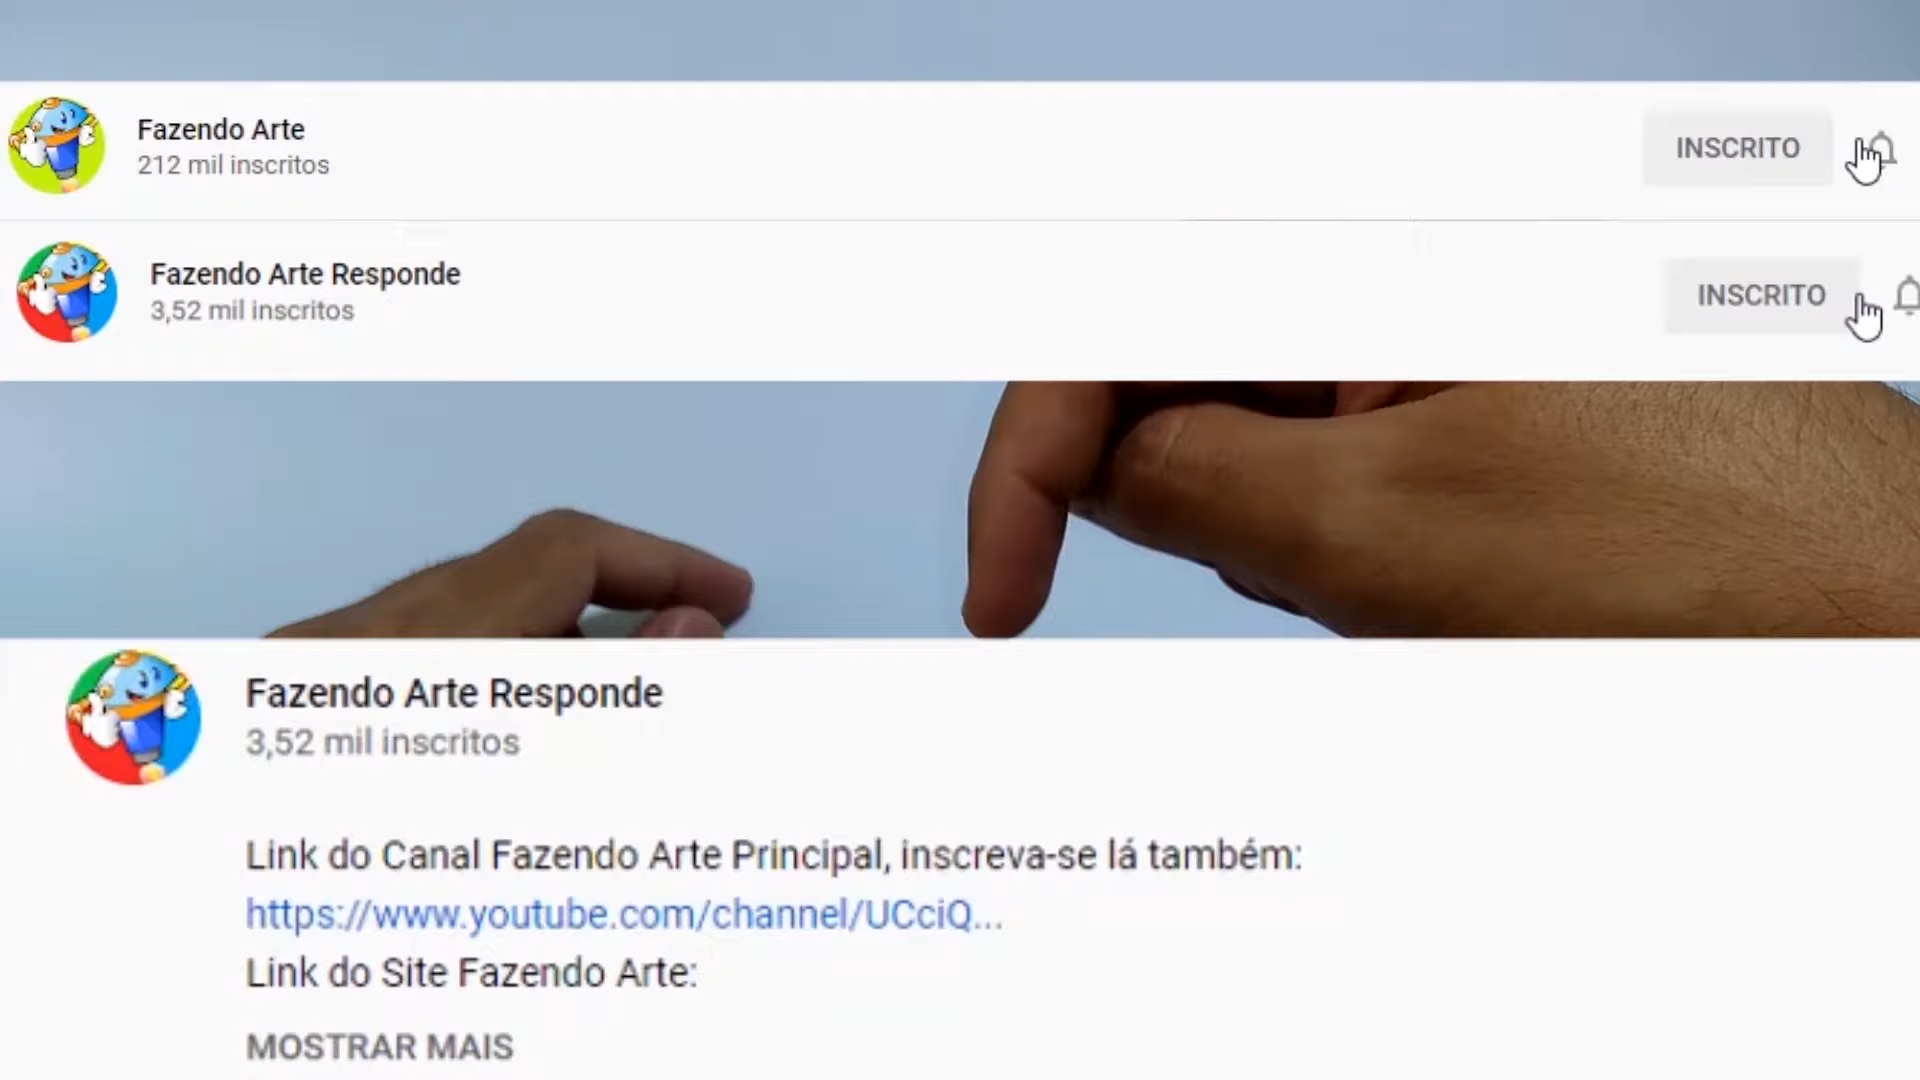 Fazendo Arte
212 mil inscritos
INSCRITO
Fazendo Arte Responde
3,52 mil inscritos
INSCRITO
Fazendo Arte Responde
3,52 mil inscritos
Link do Canal Fazendo Arte Principal, inscreva-se lá também:
https://www.youtube.com/channel/UCciQ...
Link do Site Fazendo Arte:
MOSTRAR MAIS